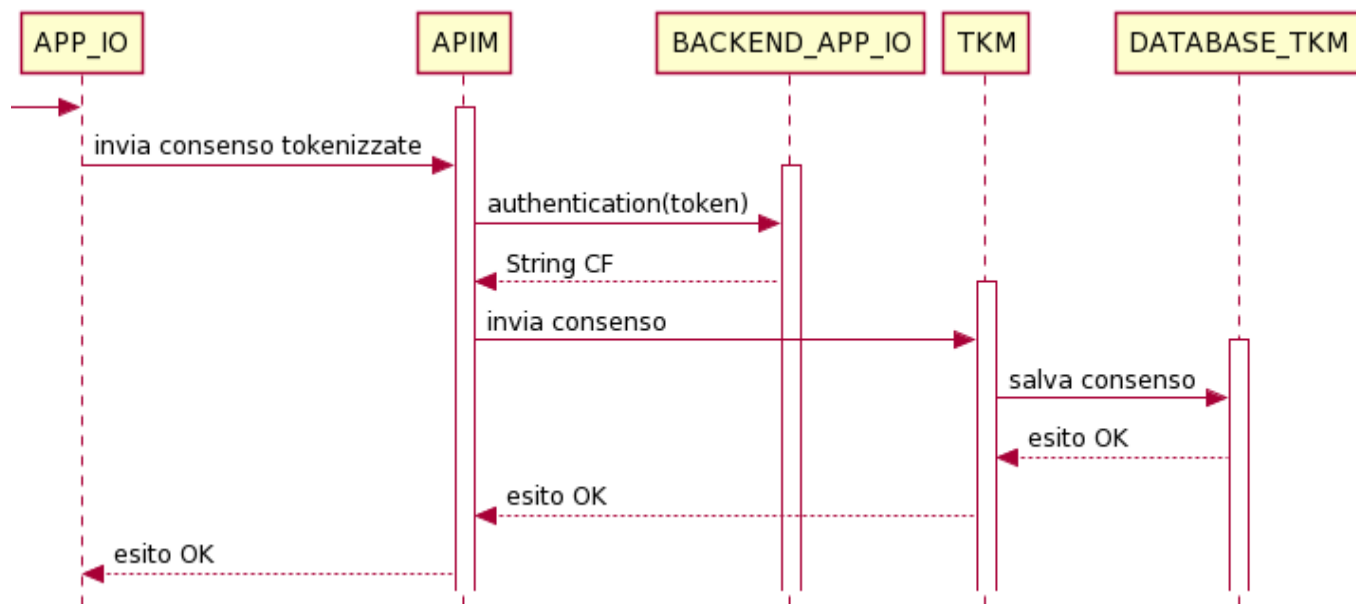 APP_IO
APIM
BACKEND_APP_IO
TKM
DATABASE_TKM
invia consenso tokenizzate
authentication(token)
String CF
invia consenso
salva consenso
esito OK
esito OK
esito OK